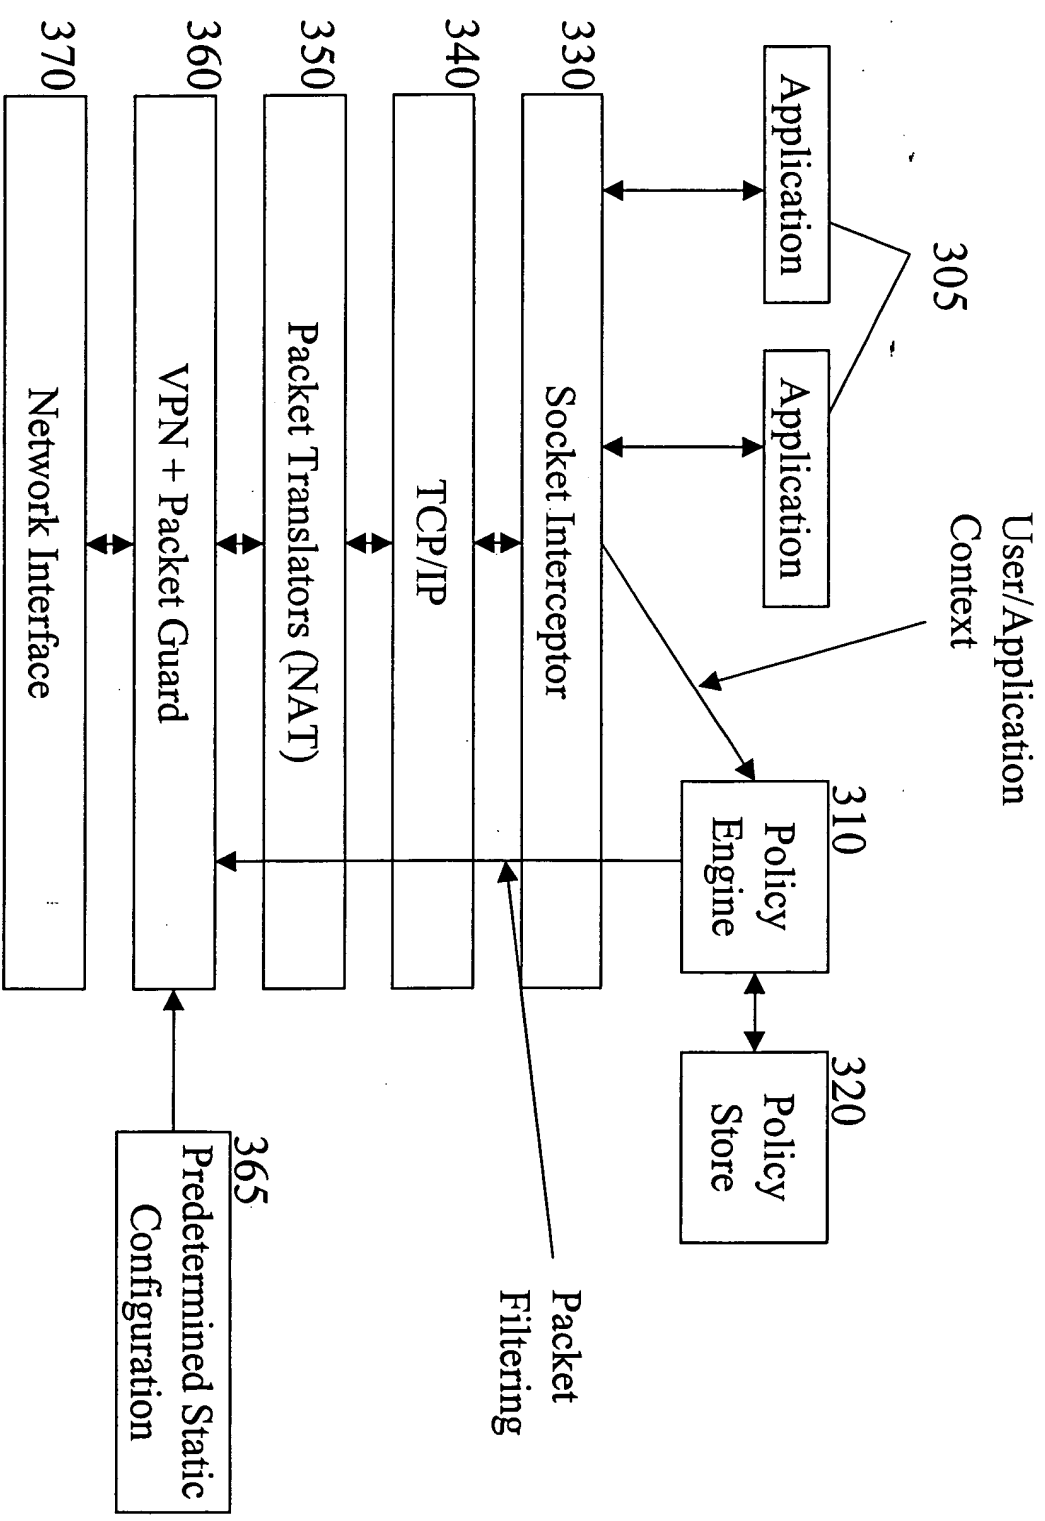 305
User/Application
Context
Application
Application
310
Policy
Engine
320
Policy
Store
330
Socket Interceptor
Packet
Filtering
340
TCP/IP
350
Packet Translators (NAT)
360
VPN + Packet Guard
365
Predetermined Static
Configuration
370
Network Interface